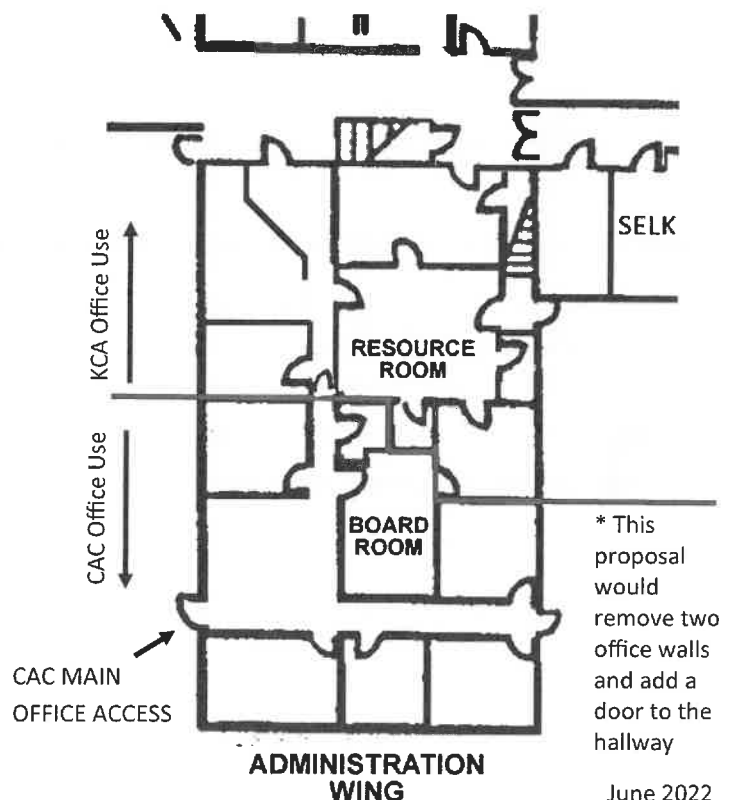 SELK
KCA Office Use
RESOURCE
ROOM
CAC Office Use
BOARD
ROOM
* This
proposal
would
remove two
office walls
and add a
door to the
hallway
CAC MAIN
OFFICE ACCESS
ADMINISTRATION
WING
June 2022